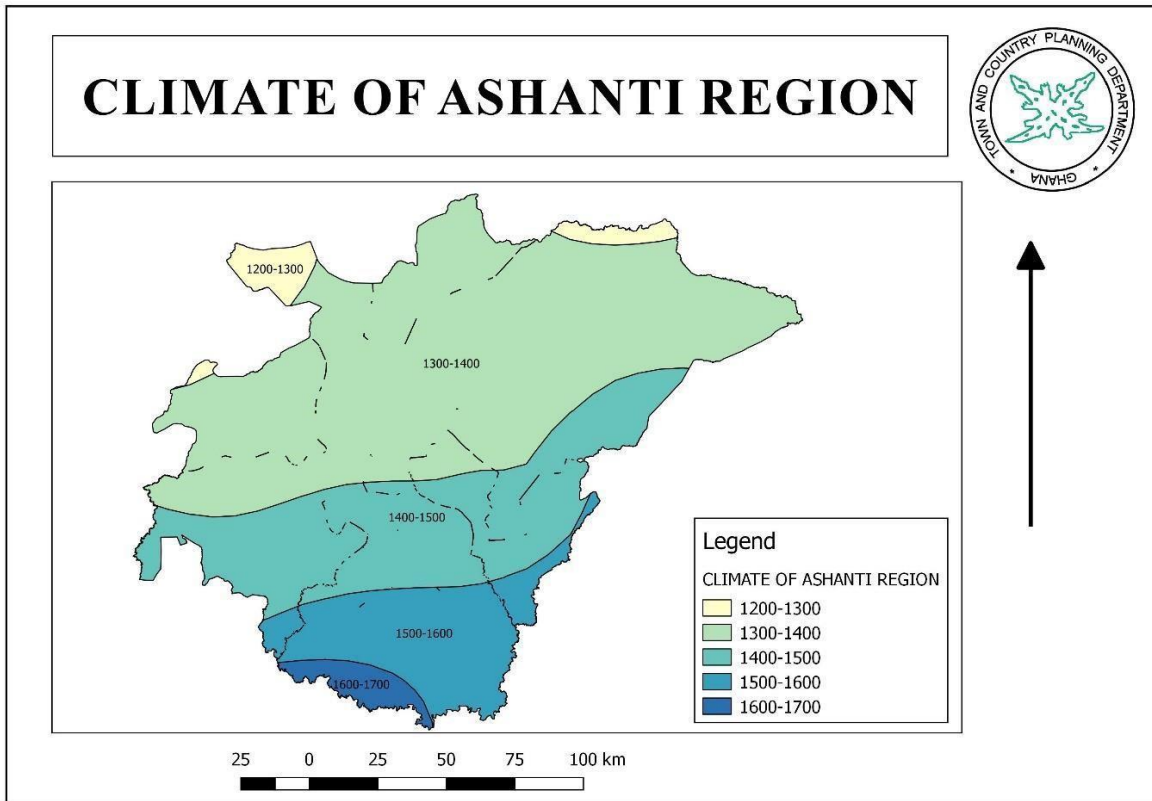 CLIMATE OF ASHANTI REGION
TOWN AND COUNTRY PLANNING DEPARTMENT
* GHANA *
1200-1300
1300-1400
1400-1500
1500-1600
1600-1700
Legend
CLIMATE OF ASHANTI REGION
1200-1300
1300-1400
1400-1500
1500-1600
1600-1700
25 0 25 50 75 100 km